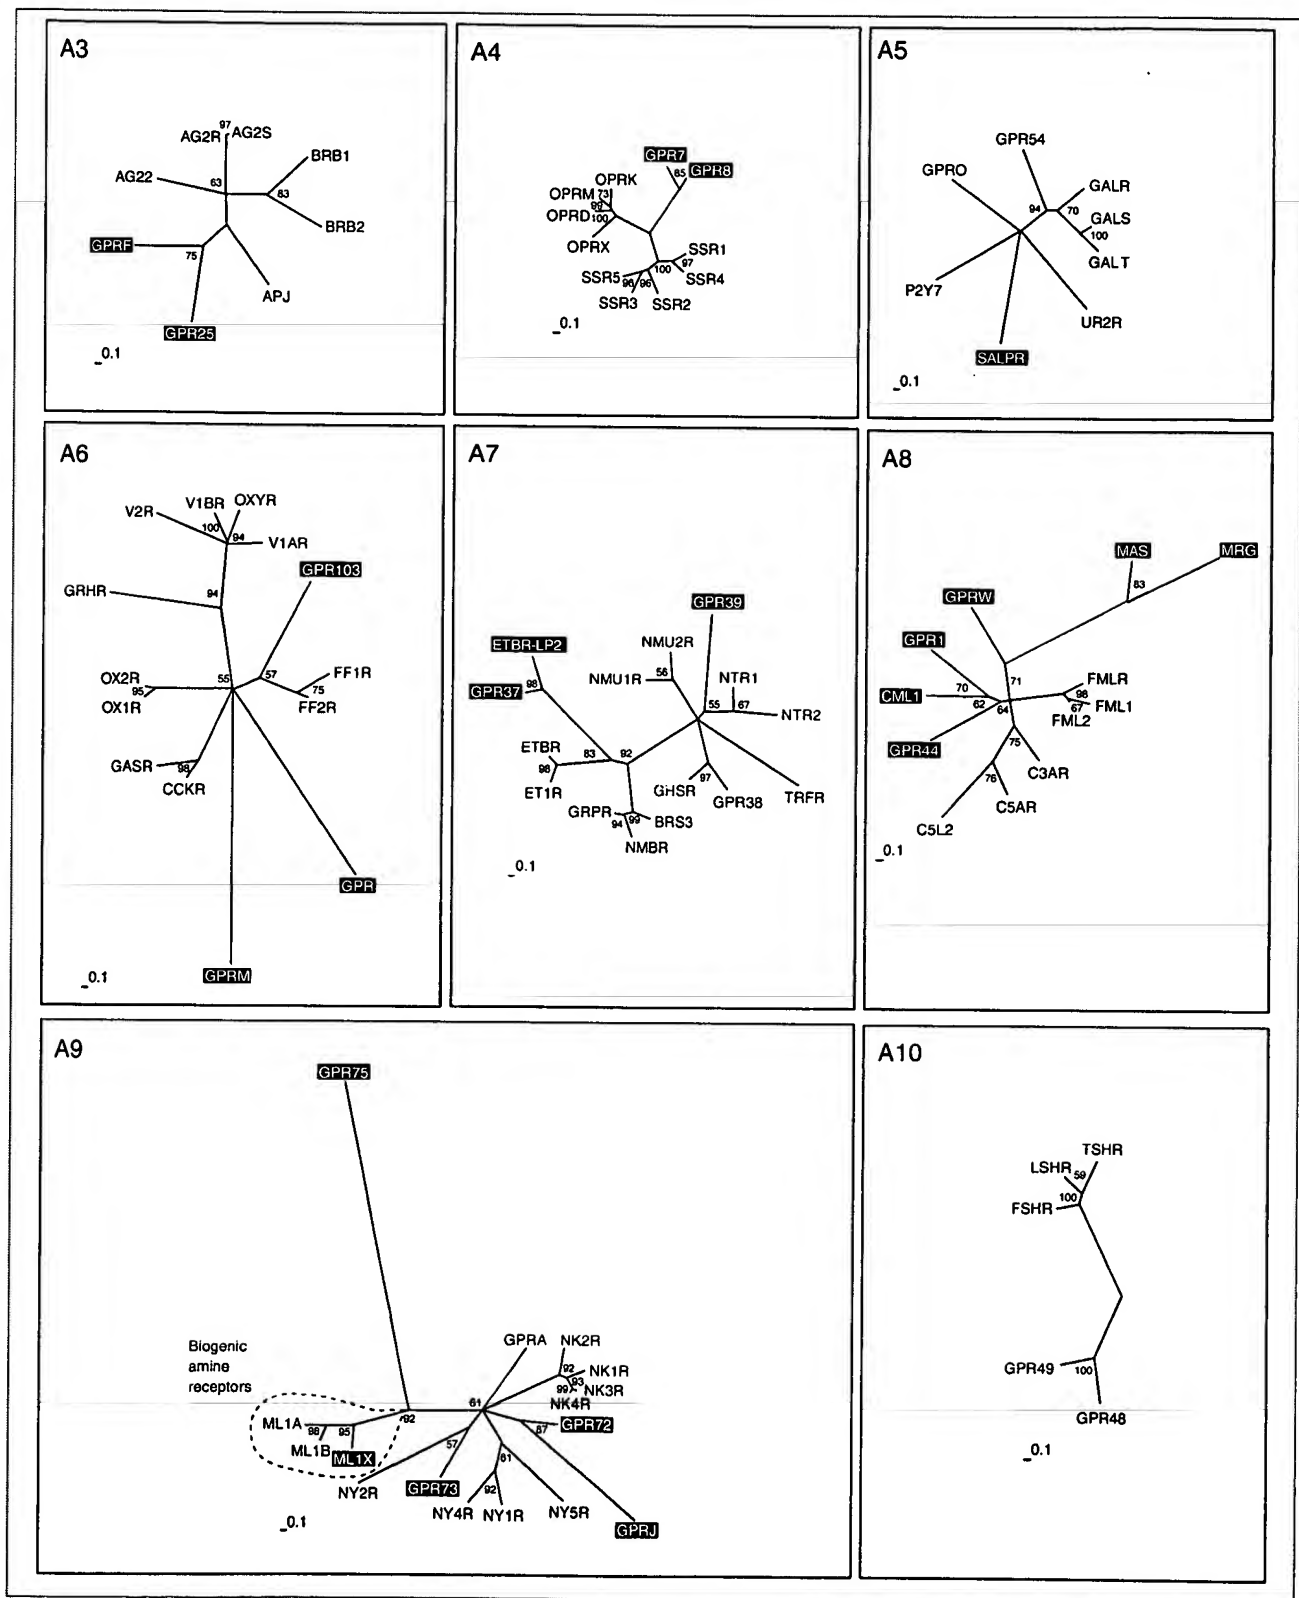 A3
97
AG2R AG2S
BRB1
AG22
63
83
BRB2
GPRF
75
APJ
GPR25
0.1
A4
GPR7
GPR8
85
OPRK
OPRM 73
99
OPRD 100
OPRX
SSR1
97
SSR5
100
SSR4
96 96
SSR3
SSR2
0.1
A5
GPR54
GPRO
GALR
94
70
GALS
100
GALT
P2Y7
UR2R
SALPR
0.1
A6
V1BR OXYR
V2R
100
94
V1AR
GPR103
GRHR
94
OX2R
55
57
FF1R
95
75
OX1R
FF2R
GASR
98
CCKR
GPR
GPRM
0.1
A7
GPR39
ETBR-LP2
NMU2R
98
NMU1R
56
NTR1
GPR37
55
67
NTR2
ETBR
83
92
98
ET1R
97
GHSR
GPR38
TRFR
GRPR
94
99
BRS3
NMBR
0.1
A8
MAS
MRG
83
GPRW
GPR1
71
FMLR
CML1
70
98
62
64
67
FML1
FML2
GPR44
75
C3AR
76
C5AR
C5L2
0.1
A9
GPR75
Biogenic
amine
receptors
GPRA
NK2R
92
NK1R
93
99
NK3R
NK4R
61
92
ML1A
98
95
87
GPR72
ML1B
ML1X
57
81
NY2R
GPR73
92
NY4R
NY1R
NY5R
GPRJ
0.1
A10
TSHR
LSHR
59
100
FSHR
GPR49
100
GPR48
0.1